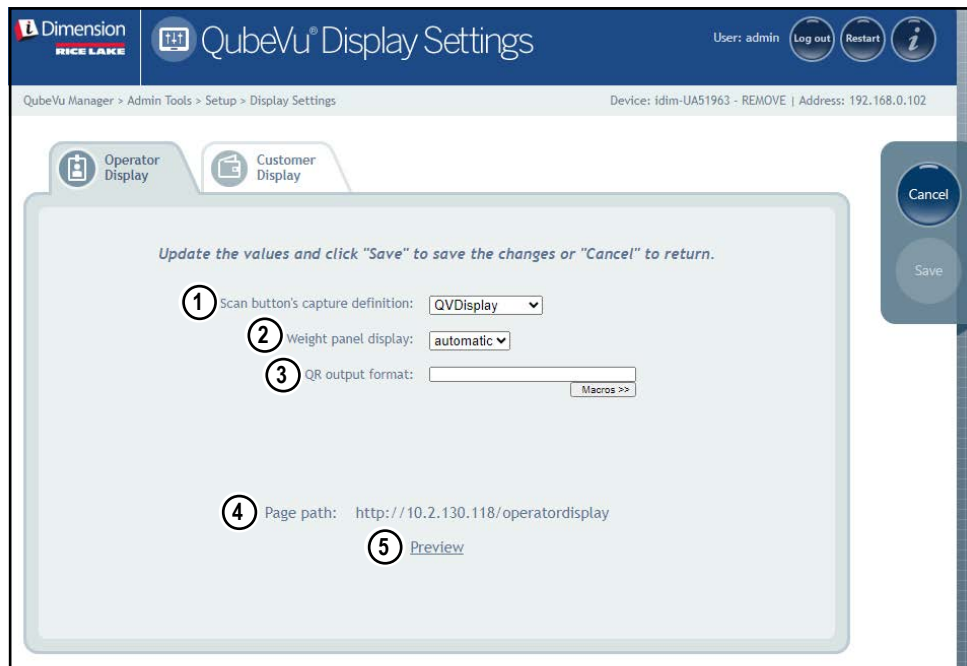 iDimension
RICE LAKE
QubeVu® Display Settings
User: admin
Log out
Restart
i
QubeVu Manager > Admin Tools > Setup > Display Settings
Device: idim-UA51963 - REMOVE | Address: 192.168.0.102
Operator
Display
Customer
Display
Cancel
Save
Update the values and click "Save" to save the changes or "Cancel" to return.
1 Scan button's capture definition: QVDisplay
2 Weight panel display: automatic
3 QR output format:
Macros >>
4 Page path: http://10.2.130.118/operatordisplay
5 Preview